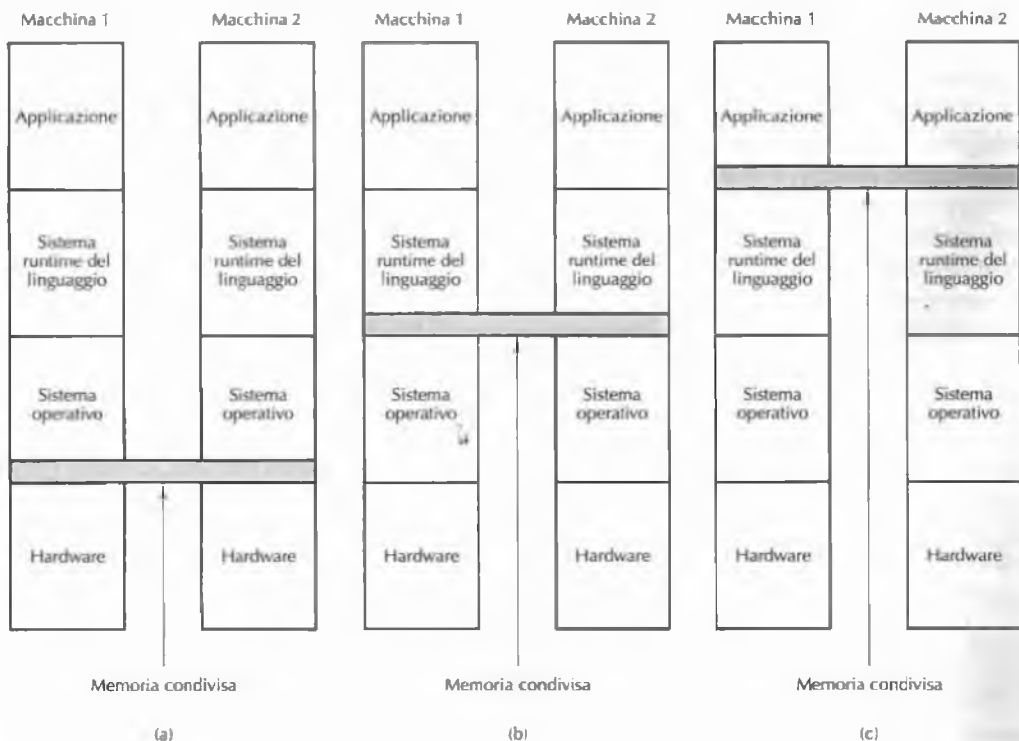 Macchina 1 Macchina 2 Macchina 1 Macchina 2 Macchina 1 Macchina 2
Applicazione Applicazione Applicazione Applicazione Applicazione Applicazione
Sistema Sistema Sistema Sistema Sistema Sistema
runtime del runtime del runtime del runtime del runtime del runtime del
linguaggio linguaggio linguaggio linguaggio linguaggio linguaggio
Sistema Sistema Sistema Sistema Sistema Sistema
operativo operativo operativo operativo operativo operativo
Hardware Hardware Hardware Hardware Hardware Hardware
Memoria condivisa Memoria condivisa Memoria condivisa
(a) (b) (c)